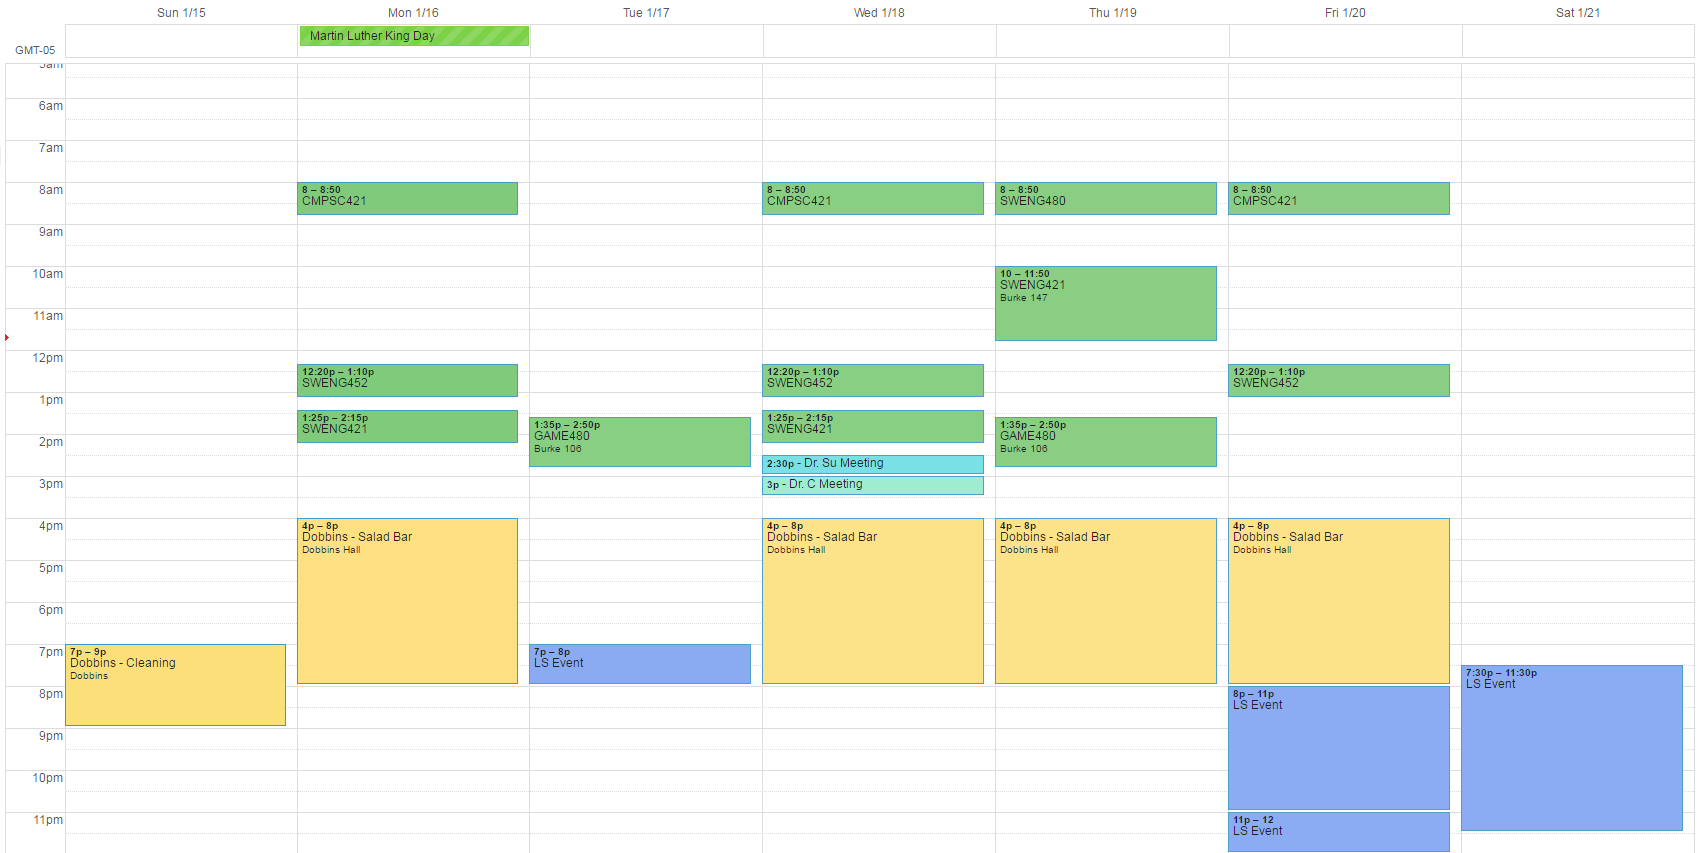 Sun 1/15
Mon 1/16
Tue 1/17
Wed 1/18
Thu 1/19
Fri 1/20
Sat 1/21
Martin Luther King Day
GMT-05
5am
6am
7am
8am
9am
10am
11am
12pm
1pm
2pm
3pm
4pm
5pm
6pm
7pm
8pm
9pm
10pm
11pm
7p – 9p
Dobbins - Cleaning
Dobbins
8 – 8:50
CMPSC421
12:20p – 1:10p
SWENG452
1:25p – 2:15p
SWENG421
4p – 8p
Dobbins - Salad Bar
Dobbins Hall
1:35p – 2:50p
GAME480
Burke 106
7p – 8p
LS Event
8 – 8:50
CMPSC421
12:20p – 1:10p
SWENG452
1:25p – 2:15p
SWENG421
2:30p - Dr. Su Meeting
3p - Dr. C Meeting
4p – 8p
Dobbins - Salad Bar
Dobbins Hall
8 – 8:50
SWENG480
10 – 11:50
SWENG421
Burke 147
1:35p – 2:50p
GAME480
Burke 106
4p – 8p
Dobbins - Salad Bar
Dobbins Hall
8 – 8:50
CMPSC421
12:20p – 1:10p
SWENG452
4p – 8p
Dobbins - Salad Bar
Dobbins Hall
8p – 11p
LS Event
11p – 12
LS Event
7:30p – 11:30p
LS Event